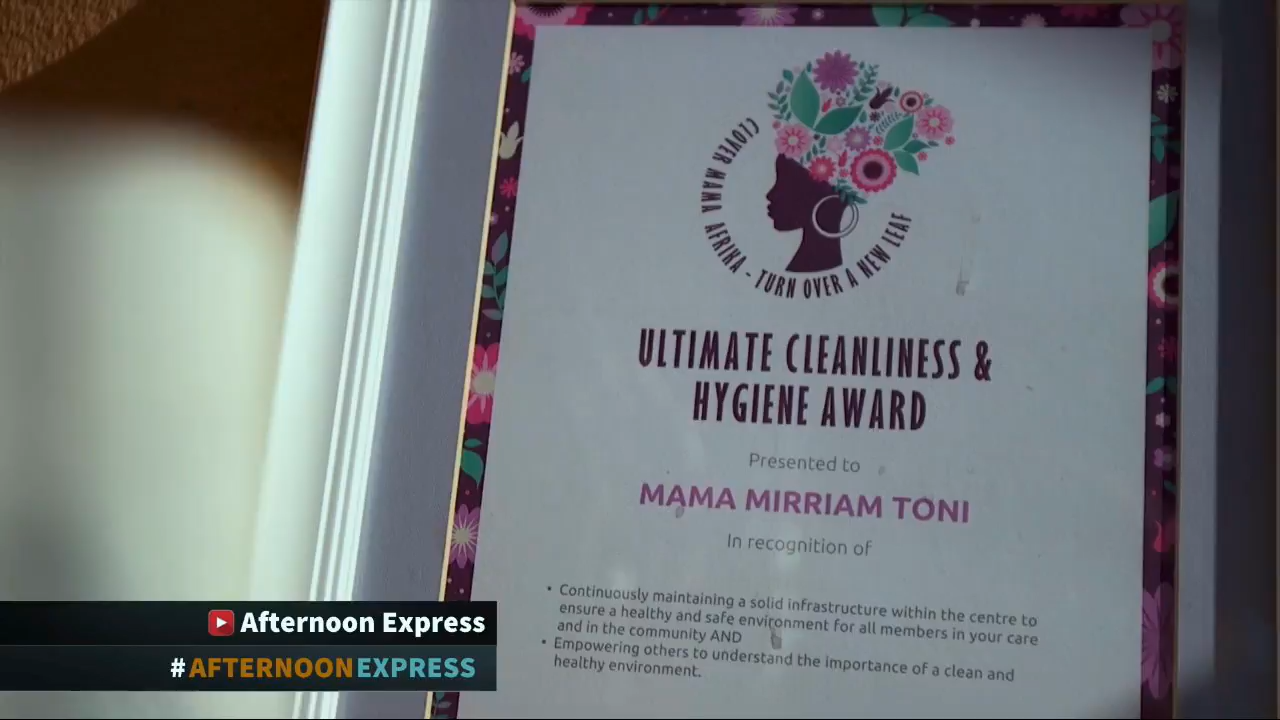 CLOVER MAMA AFRIKA - TURN OVER A NEW LEAF
ULTIMATE CLEANLINESS &
HYGIENE AWARD
Presented to
MAMA MIRRIAM TONI
In recognition of
• Continuously maintaining a solid infrastructure within the centre to
ensure a healthy and safe environment for all members in your care
and in the community AND
• Empowering others to understand the importance of a clean and
healthy environment.
Afternoon Express
#AFTERNOONEXPRESS